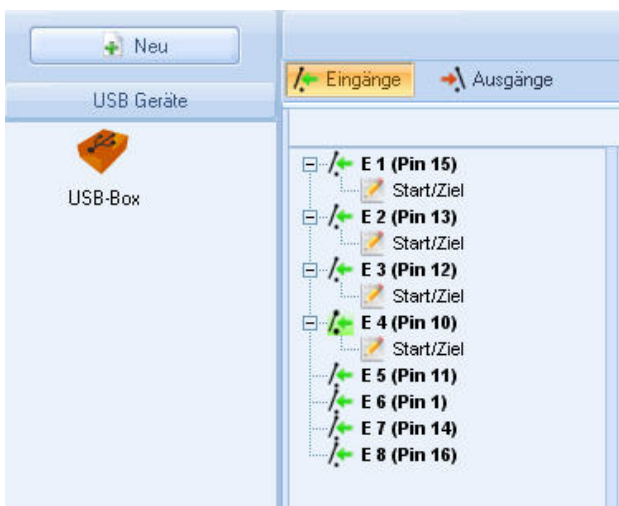 Neu
USB Geräte
USB-Box
Eingänge
Ausgänge
E 1 (Pin 15)
Start/Ziel
E 2 (Pin 13)
Start/Ziel
E 3 (Pin 12)
Start/Ziel
E 4 (Pin 10)
Start/Ziel
E 5 (Pin 11)
E 6 (Pin 1)
E 7 (Pin 14)
E 8 (Pin 16)